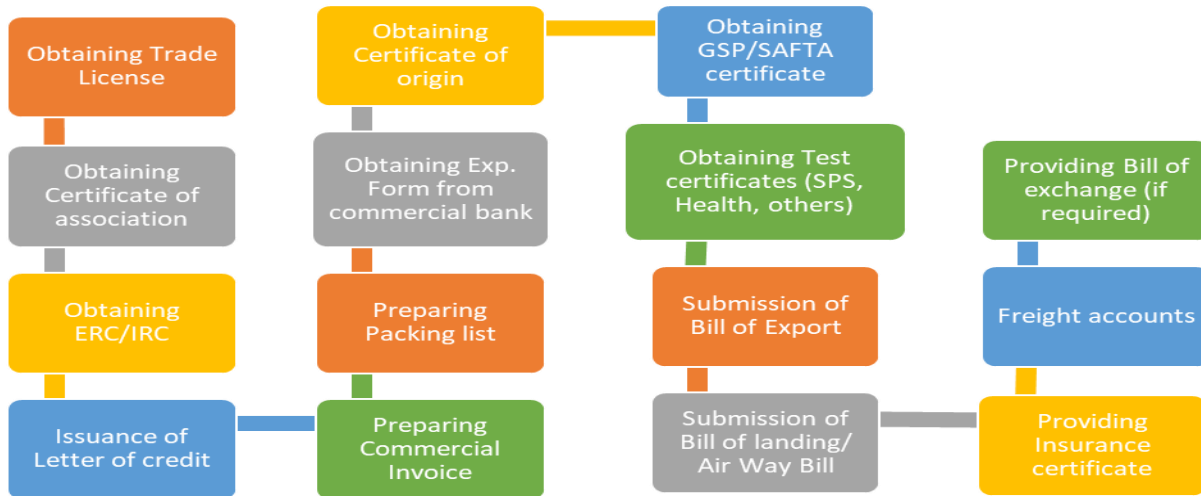 Obtaining Trade
License
Obtaining
Certificate of
association
Obtaining
ERC/IRC
Issuance of
Letter of credit
Preparing
Commercial
Invoice
Preparing
Packing list
Obtaining Exp.
Form from
commercial bank
Obtaining
Certificate of
origin
Obtaining
GSP/SAFTA
certificate
Obtaining Test
certificates (SPS,
Health, others)
Submission of
Bill of Export
Submission of
Bill of landing/
Air Way Bill
Providing
Insurance
certificate
Freight accounts
Providing Bill of
exchange (if
required)